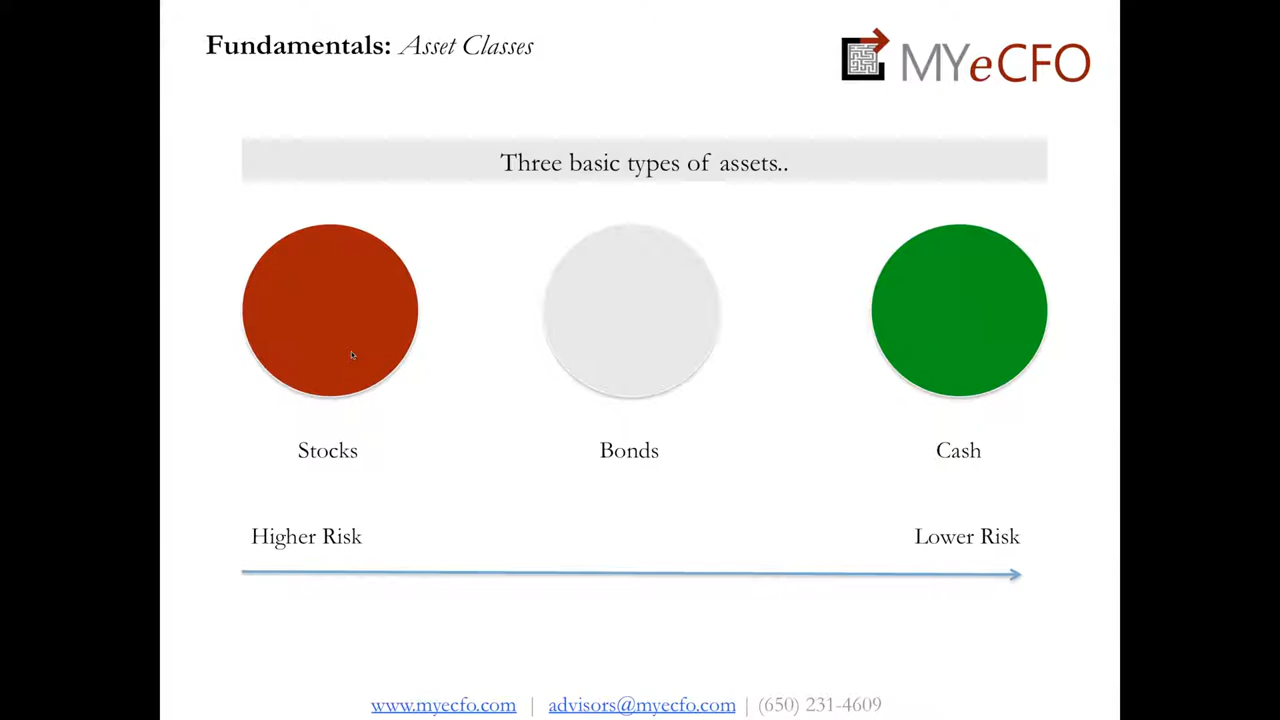 Fundamentals: Asset Classes
MYeCFO
Three basic types of assets..
Stocks
Bonds
Cash
Higher Risk
Lower Risk
www.myecfo.com | advisors@myecfo.com | (650) 231-4609